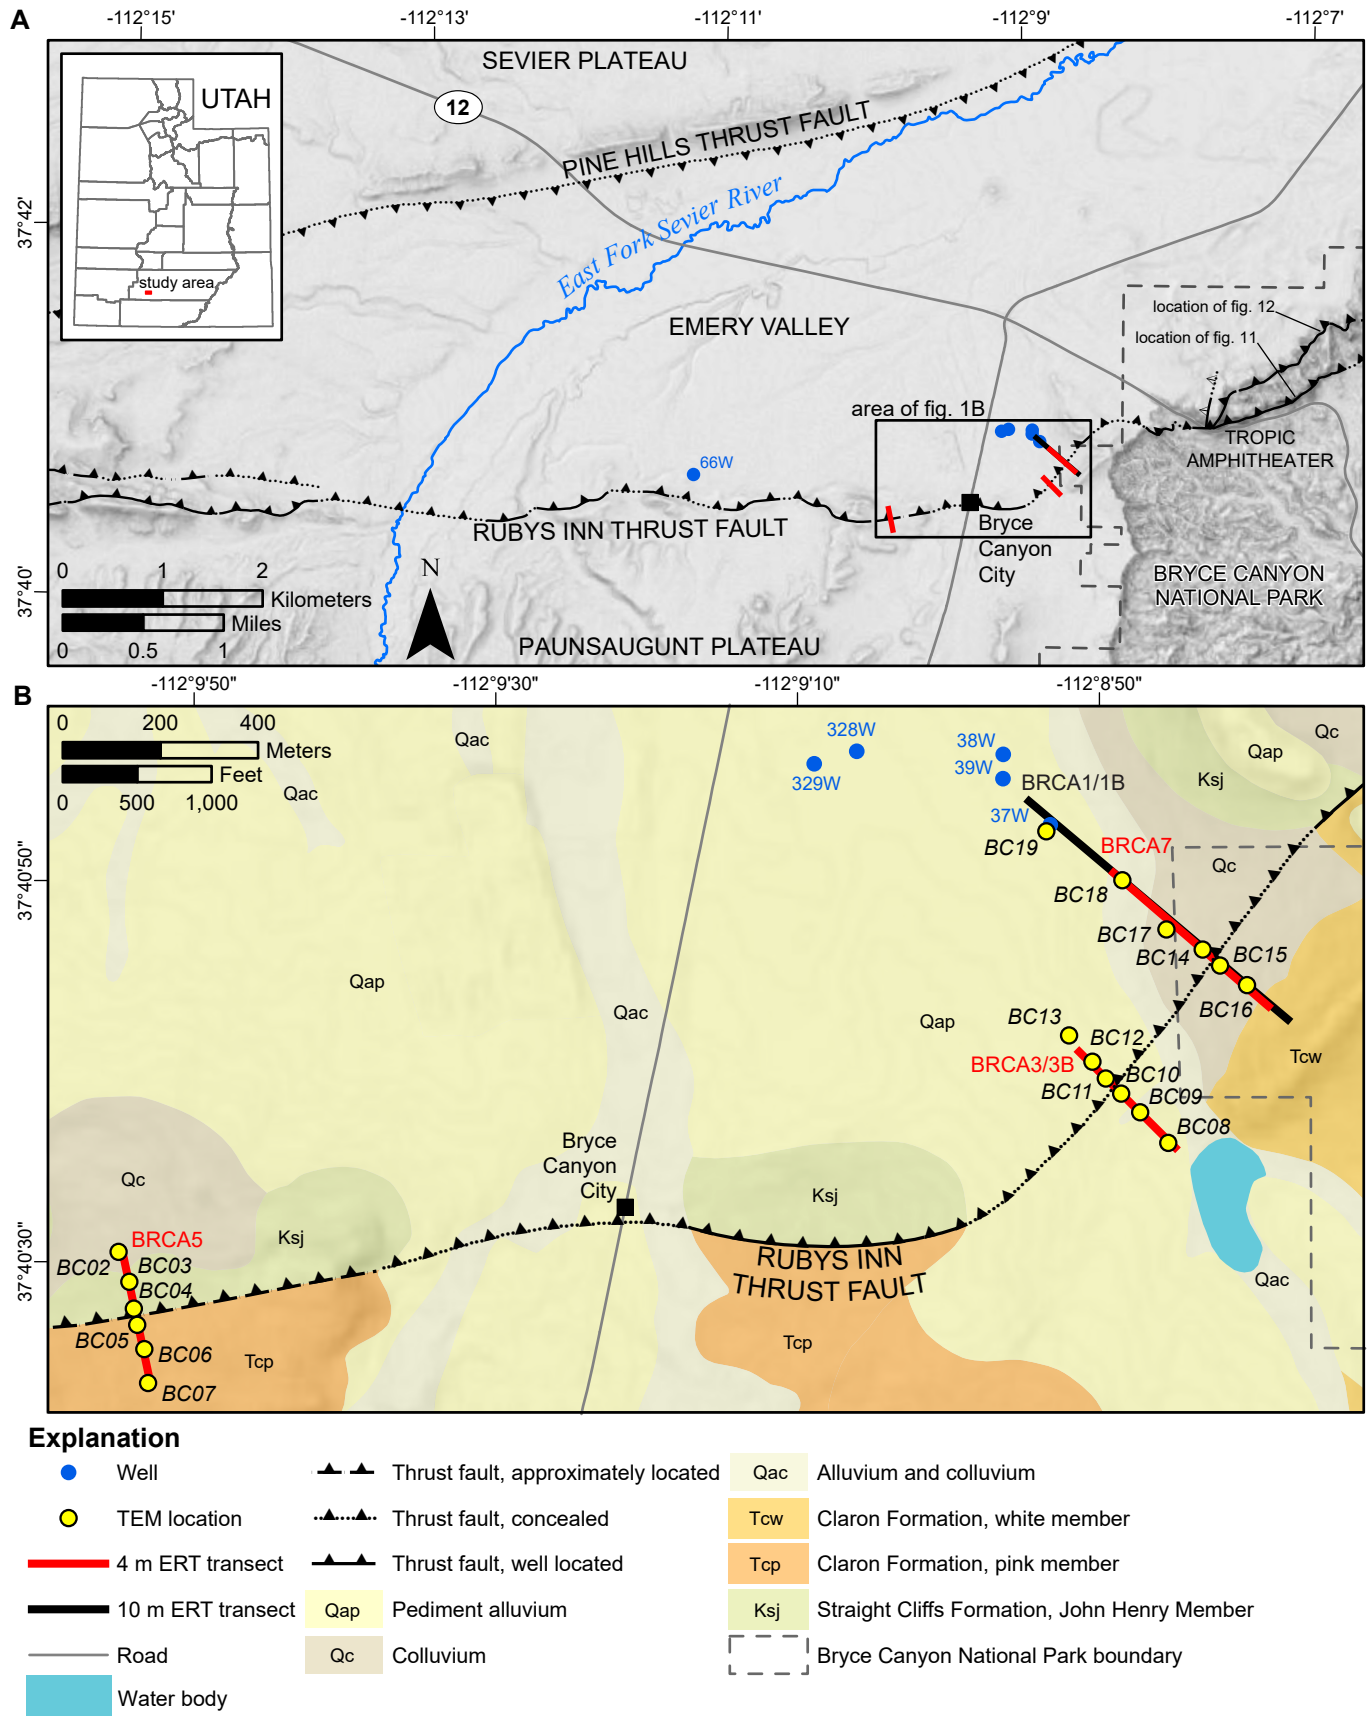 A
-112°15'
-112°13'
-112°11'
-112°9'
-112°7'
SEVIER PLATEAU
UTAH
12
PINE HILLS THRUST FAULT
37°42'
East Fork Sevier River
study area
location of fig. 12
EMERY VALLEY
location of fig. 11
area of fig. 1B
TROPIC
AMPHITHEATER
66W
RUBYS INN THRUST FAULT
Bryce
Canyon
City
37°40'
0 1 2
Kilometers
Miles
0 0.5 1
N
BRYCE CANYON
NATIONAL PARK
PAUNSAUGUNT PLATEAU
B
-112°9'50"
-112°9'30"
-112°9'10"
-112°8'50"
0 200 400
Meters
Feet
0 500 1,000
Qac
Qac
328W
329W
38W
39W
37W
BRCA1/1B
Qap
Qc
Ksj
BC19
BRCA7
Qc
37°40'50"
BC18
BC17
BC14
BC15
BC16
Qap
Qac
Qap
BC13
BC12
BRCA3/3B
BC10
BC11
BC09
BC08
Tcw
Bryce
Canyon
City
Qc
Ksj
Ksj
BRCA5
37°40'30"
BC02
BC03
BC04
BC05
BC06
BC07
Tcp
RUBYS INN
THRUST FAULT
Tcp
Qac
Explanation
Well
TEM location
4 m ERT transect
10 m ERT transect
Road
Water body
Thrust fault, approximately located
Thrust fault, concealed
Thrust fault, well located
Qap Pediment alluvium
Qc Colluvium
Qac Alluvium and colluvium
Tcw Claron Formation, white member
Tcp Claron Formation, pink member
Ksj Straight Cliffs Formation, John Henry Member
Bryce Canyon National Park boundary